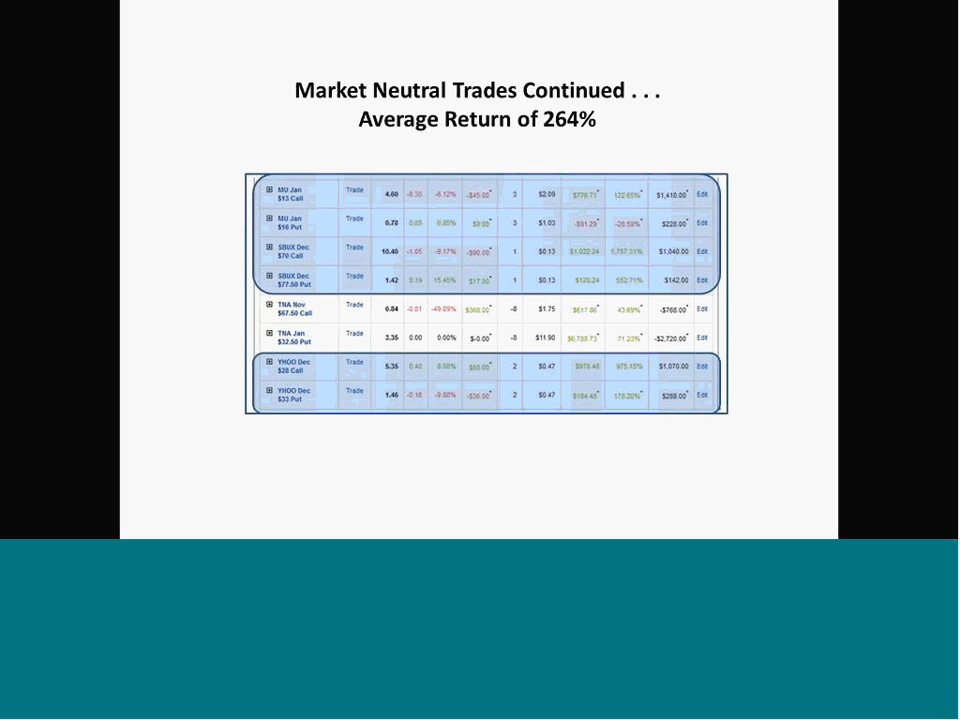 Market Neutral Trades Continued . . .
Average Return of 264%
MU Jan $13 Call Trade 4.60 -0.30 -6.12% -$45.00* 3 $2.09 $776.71* 122.65%* $1,410.00* Edit
MU Jan $16 Put Trade 0.78 0.05 6.85% $9.00* 3 $1.03 -$91.29* -28.59%* $228.00* Edit
SBUX Dec $70 Call Trade 10.40 -1.05 -9.17% -$90.00* 1 $0.13 $1,022.24 5,757.31% $1,040.00 Edit
SBUX Dec $77.50 Put Trade 1.42 0.19 15.45% $17.00* 1 $0.13 $120.24 552.71% $142.00 Edit
TNA Nov $67.50 Call Trade 0.84 -0.81 -49.09% $368.00* -8 $1.75 $617.06* 43.69%* -$768.00* Edit
TNA Jan $32.50 Put Trade 3.35 0.00 0.00% $-0.00* -8 $11.90 $6,788.73* 71.23%* -$2,720.00* Edit
YHOO Dec $28 Call Trade 5.35 0.40 8.08% $80.00* 2 $0.47 $970.48 975.15% $1,070.00 Edit
YHOO Dec $33 Put Trade 1.46 -0.16 -9.88% -$36.00* 2 $0.47 $184.48* 178.20%* $288.00* Edit